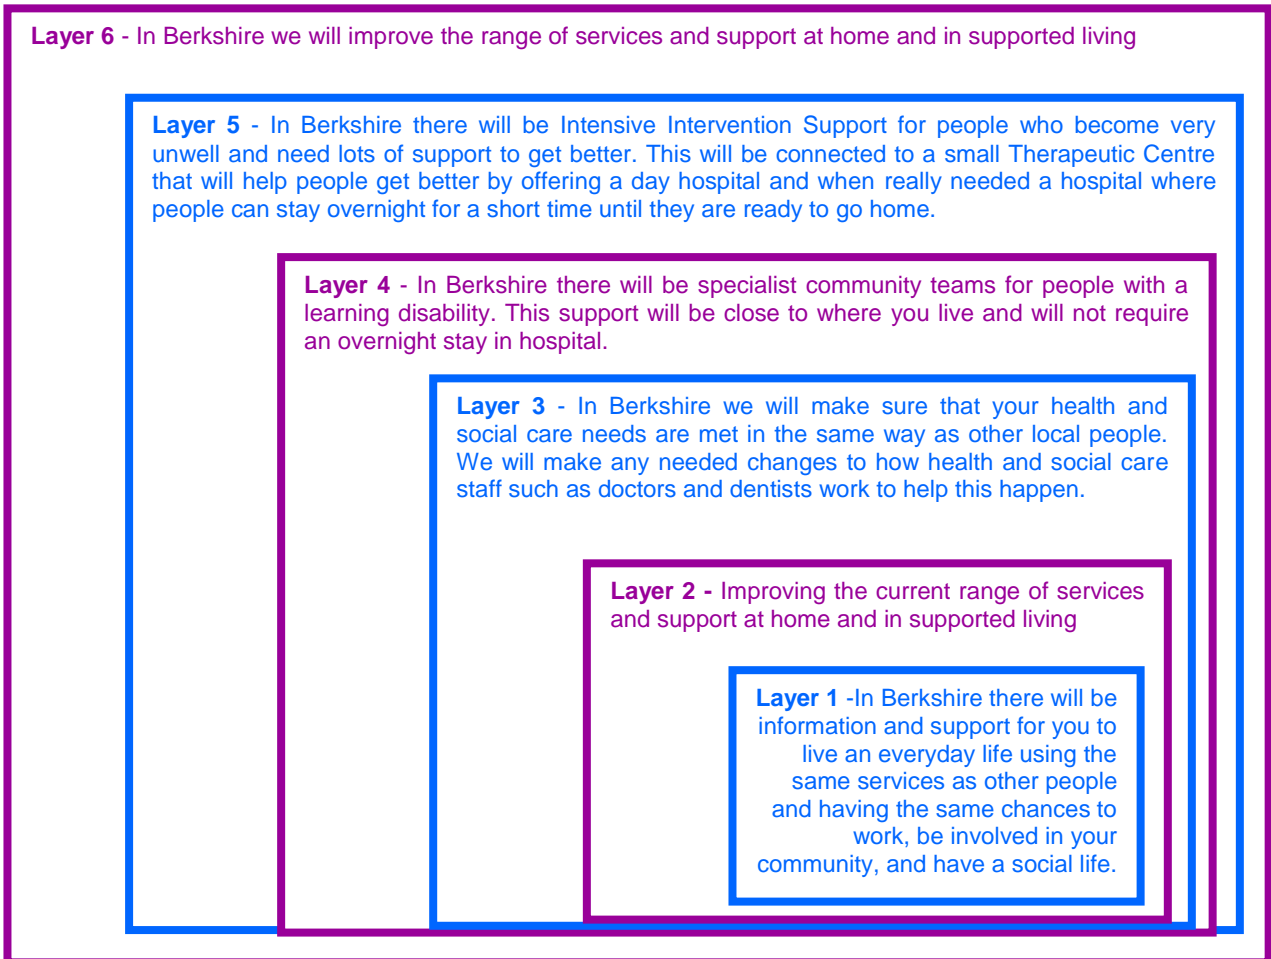 Layer 6 - In Berkshire we will improve the range of services and support at home and in supported living
Layer 5 - In Berkshire there will be Intensive Intervention Support for people who become very
unwell and need lots of support to get better. This will be connected to a small Therapeutic Centre
that will help people get better by offering a day hospital and when really needed a hospital where
people can stay overnight for a short time until they are ready to go home.
Layer 4 - In Berkshire there will be specialist community teams for people with a
learning disability. This support will be close to where you live and will not require
an overnight stay in hospital.
Layer 3 - In Berkshire we will make sure that your health and
social care needs are met in the same way as other local people.
We will make any needed changes to how health and social care
staff such as doctors and dentists work to help this happen.
Layer 2 - Improving the current range of services
and support at home and in supported living
Layer 1 -In Berkshire there will be
information and support for you to
live an everyday life using the
same services as other people
and having the same chances to
work, be involved in your
community, and have a social life.